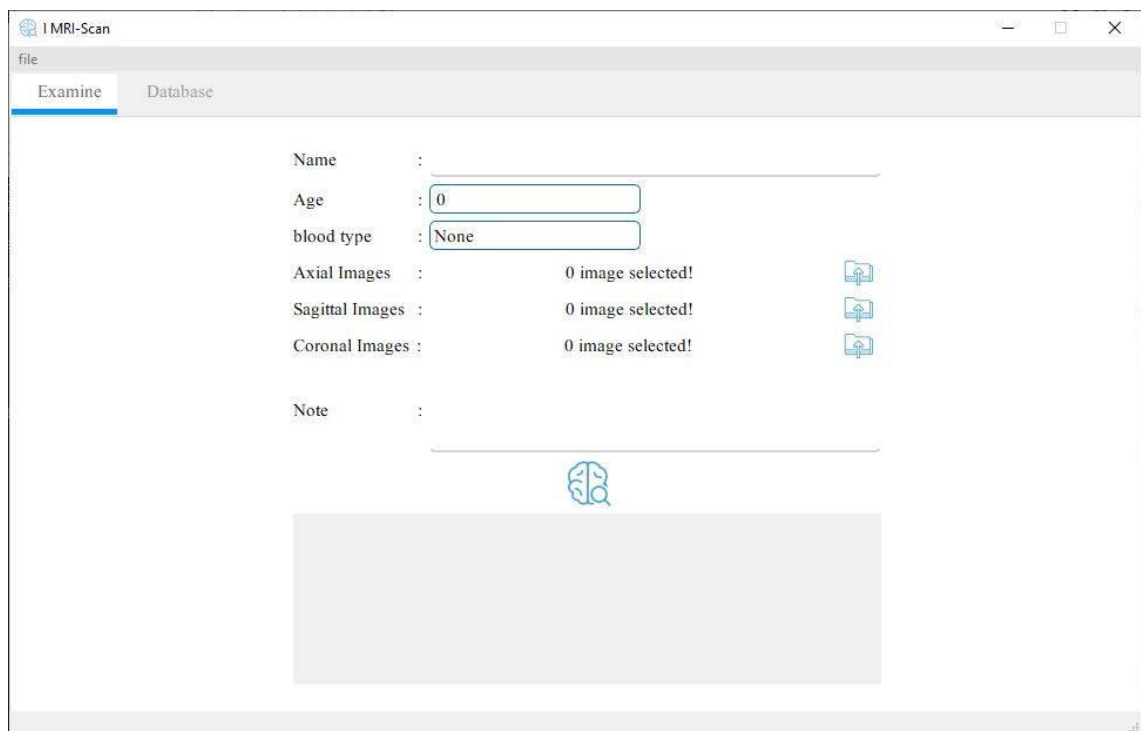 I MRI-Scan
file
Examine Database
Name :
Age : 0
blood type : None
Axial Images : 0 image selected!
Sagittal Images : 0 image selected!
Coronal Images : 0 image selected!
Note :